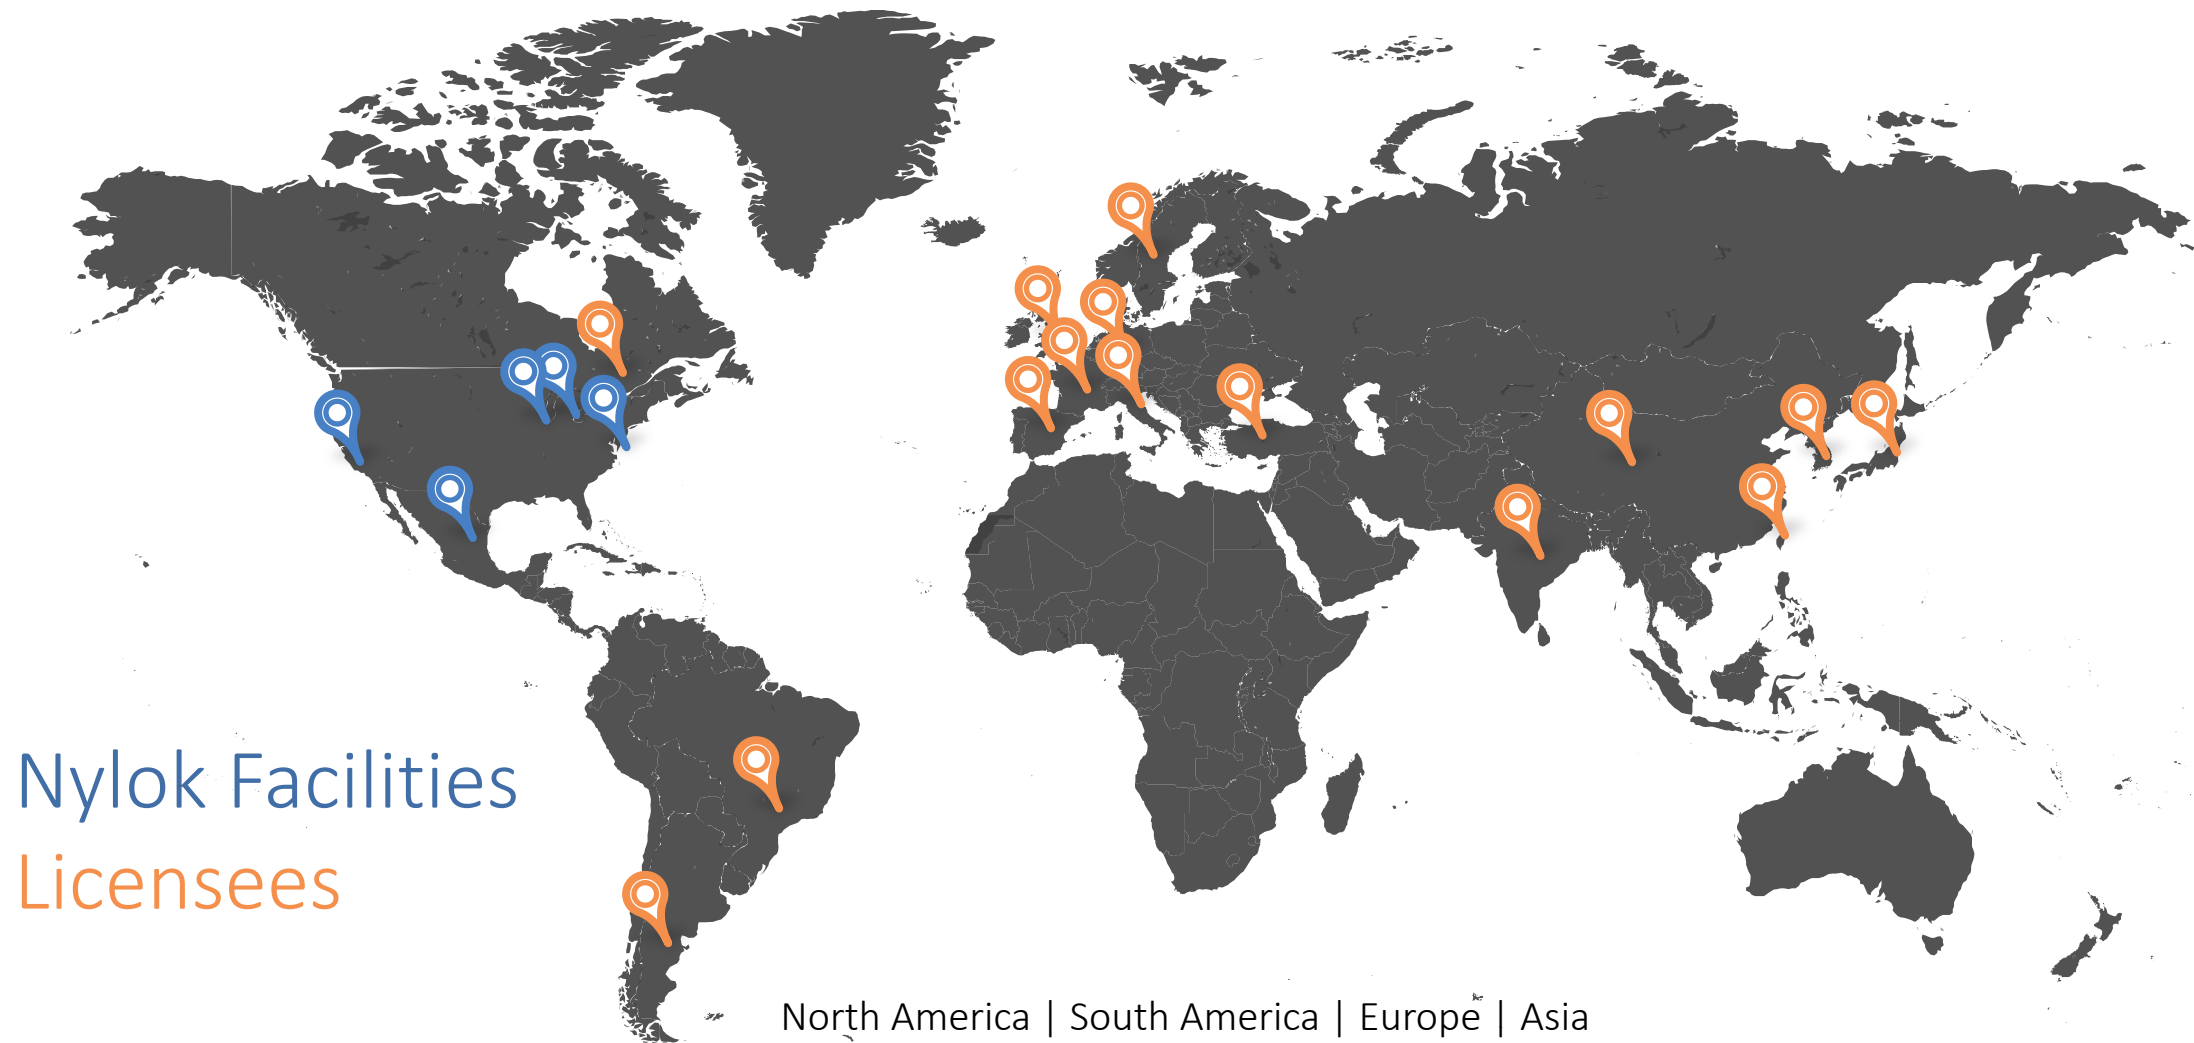 Nylok Facilities
Licensees
North America | South America | Europe | Asia